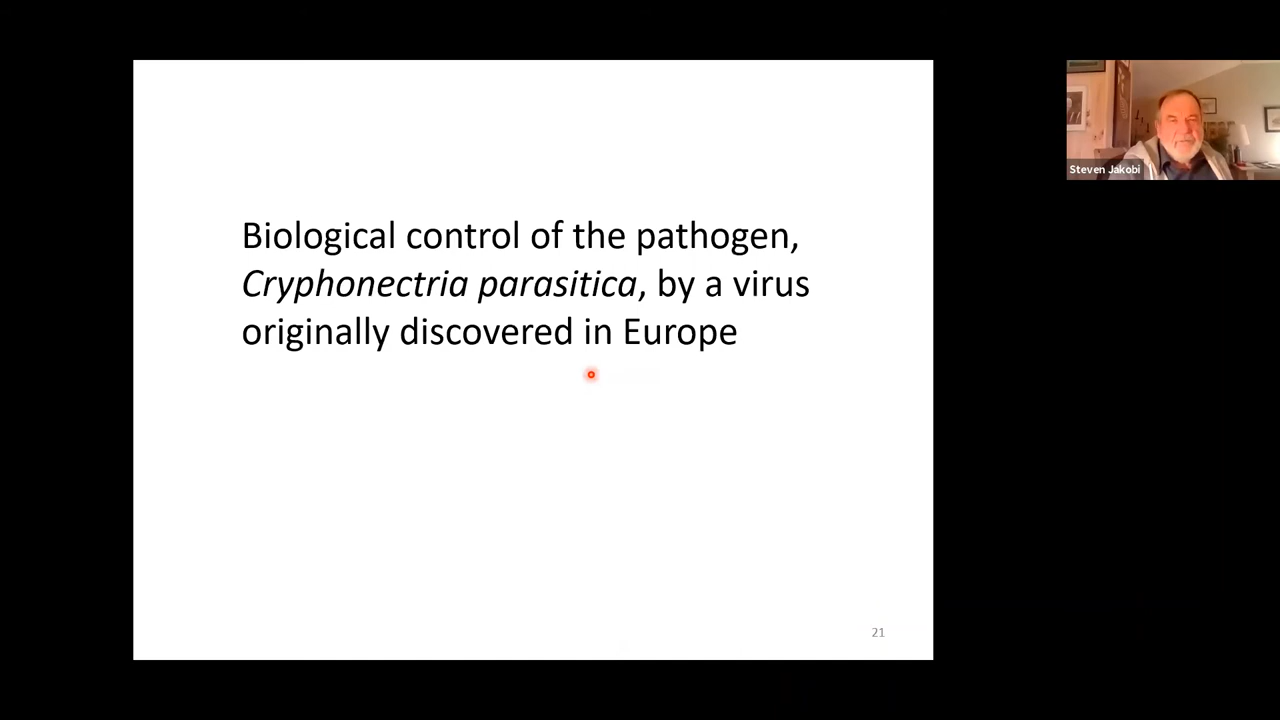 Biological control of the pathogen,
Cryphonectria parasitica, by a virus
originally discovered in Europe
21
Steven Jakobi